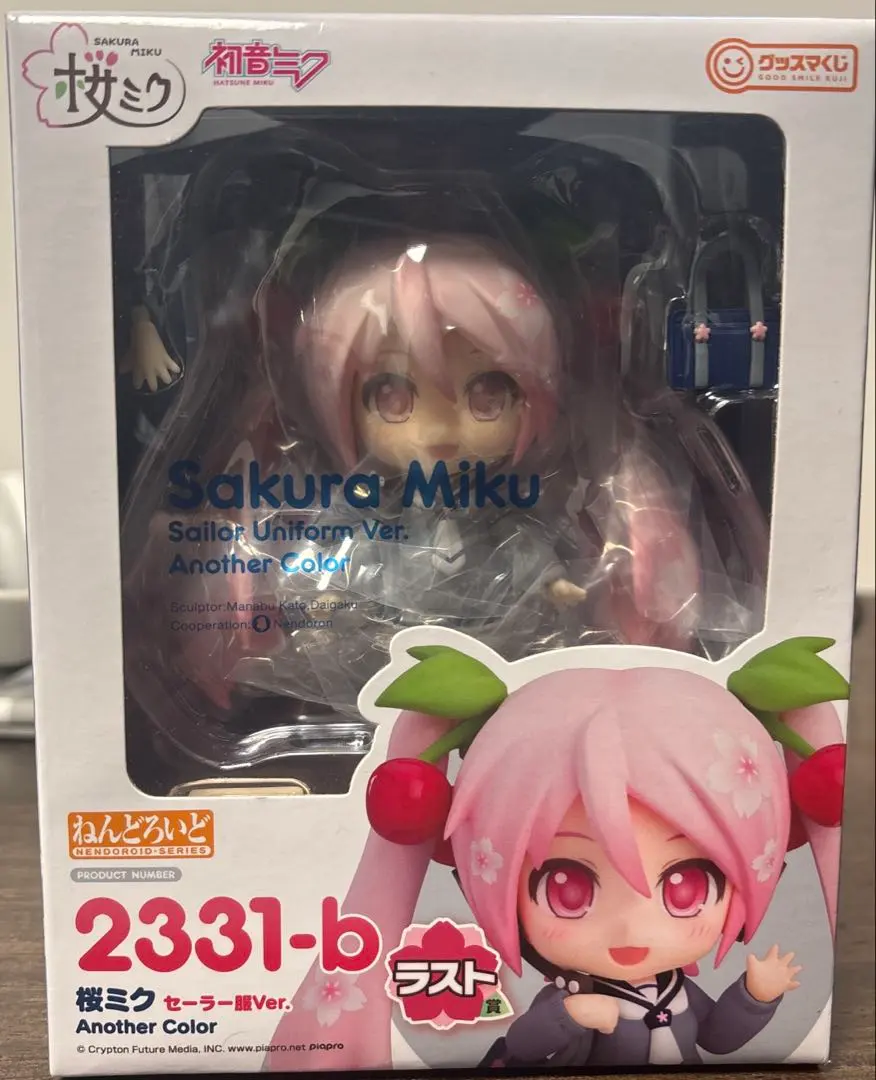 SAKURA MIKU
桜ミク
初音ミク
HATSUNE MIKU
グッスマくじ
GOOD SMILE KUJI
Sakura Miku
Sailor Uniform Ver.
Another Color
Sculptor:Manabu Kato,Daigaku
Cooperation: Nendoron
ねんどろいど
NENDOROID·SERIES
PRODUCT NUMBER
2331-b
ラスト賞
桜ミク セーラー服Ver.
Another Color
© Crypton Future Media, INC. www.piapro.net piapro